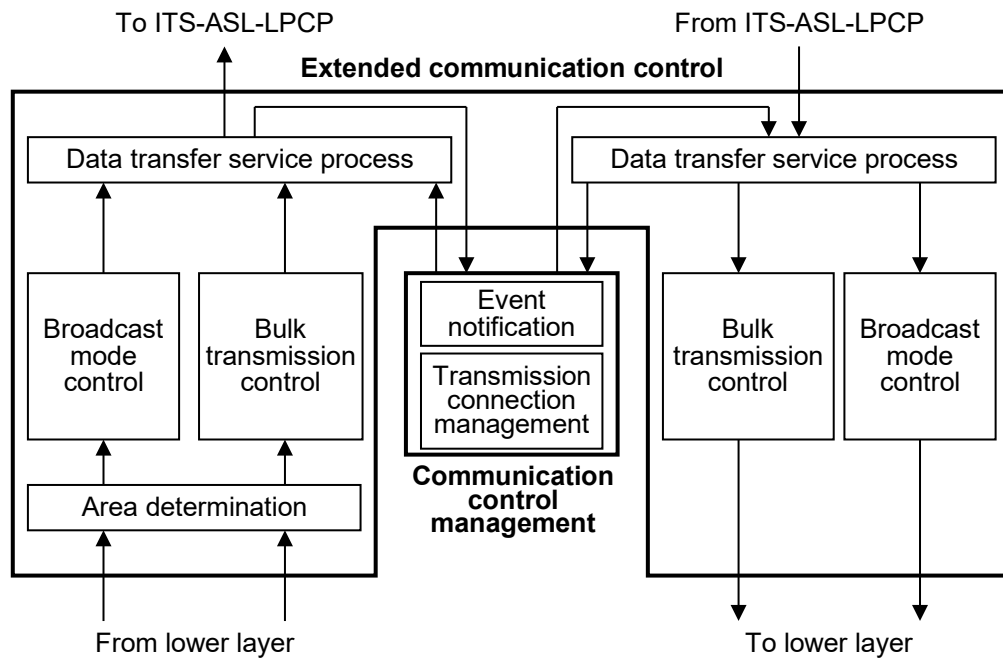 To ITS-ASL-LPCP
From ITS-ASL-LPCP
Extended communication control
Data transfer service process
Data transfer service process
Broadcast
mode
control
Bulk
transmission
control
Event
notification
Transmission
connection
management
Communication
control
management
Bulk
transmission
control
Broadcast
mode
control
Area determination
From lower layer
To lower layer